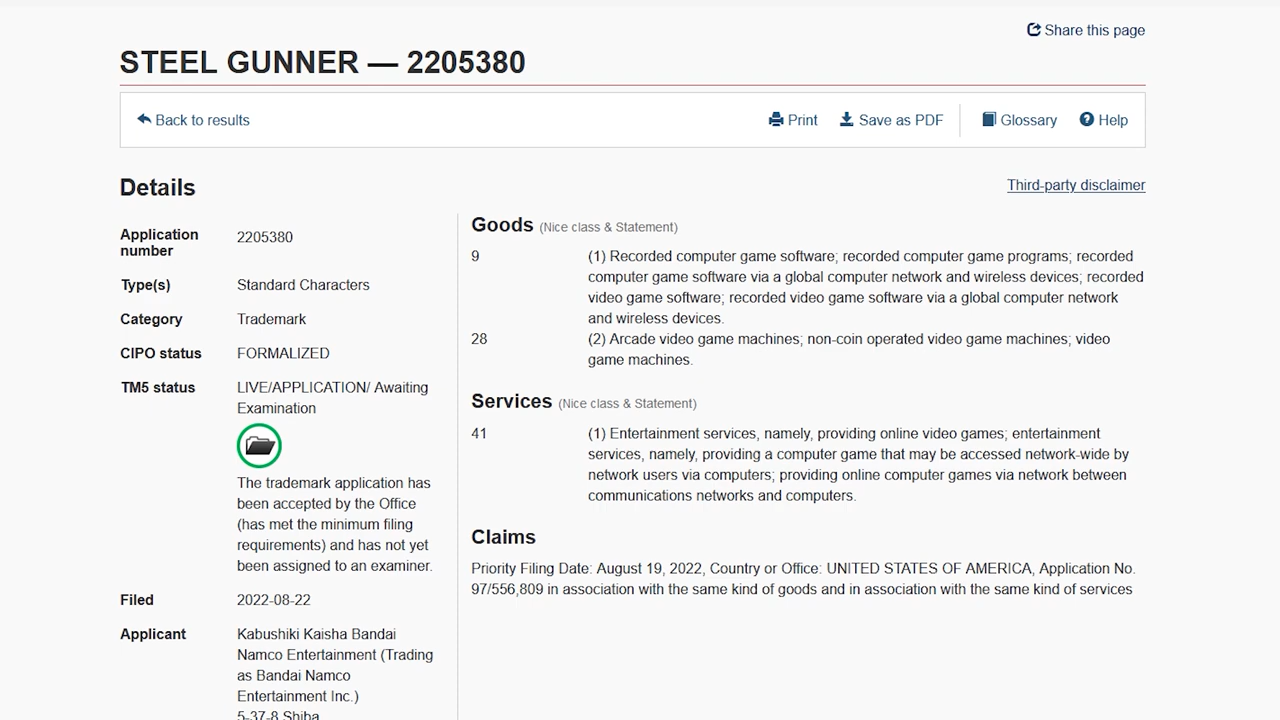 Share this page
STEEL GUNNER — 2205380
Back to results
Print
Save as PDF
Glossary
Help
Details
Third-party disclaimer
Application
number
2205380
Type(s)
Standard Characters
Category
Trademark
CIPO status
FORMALIZED
TM5 status
LIVE/APPLICATION/ Awaiting
Examination
The trademark application has
been accepted by the Office
(has met the minimum filing
requirements) and has not yet
been assigned to an examiner.
Filed
2022-08-22
Applicant
Kabushiki Kaisha Bandai
Namco Entertainment (Trading
as Bandai Namco
Entertainment Inc.)
5-37-8 Shiba
Goods (Nice class & Statement)
9
(1) Recorded computer game software; recorded computer game programs; recorded
computer game software via a global computer network and wireless devices; recorded
video game software; recorded video game software via a global computer network
and wireless devices.
28
(2) Arcade video game machines; non-coin operated video game machines; video
game machines.
Services (Nice class & Statement)
41
(1) Entertainment services, namely, providing online video games; entertainment
services, namely, providing a computer game that may be accessed network-wide by
network users via computers; providing online computer games via network between
communications networks and computers.
Claims
Priority Filing Date: August 19, 2022, Country or Office: UNITED STATES OF AMERICA, Application No.
97/556,809 in association with the same kind of goods and in association with the same kind of services